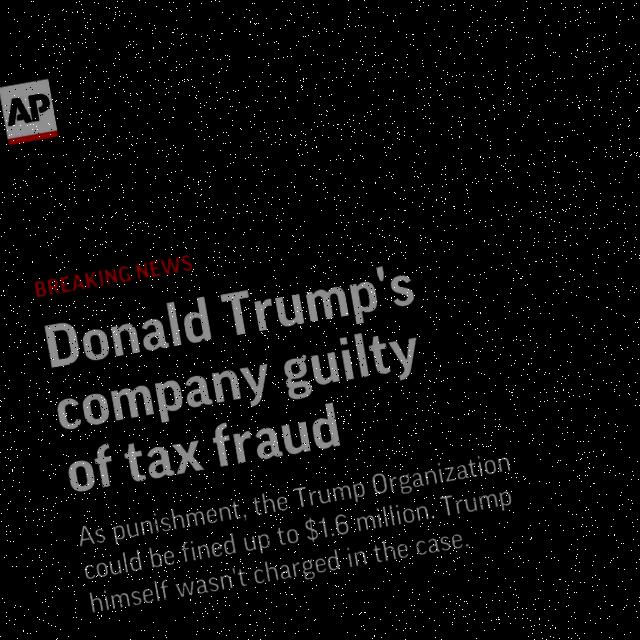 AP
BREAKING NEWS
Donald Trump's
company guilty
of tax fraud
As punishment, the Trump Organization
could be fined up to $1.6 million. Trump
himself wasn't charged in the case.